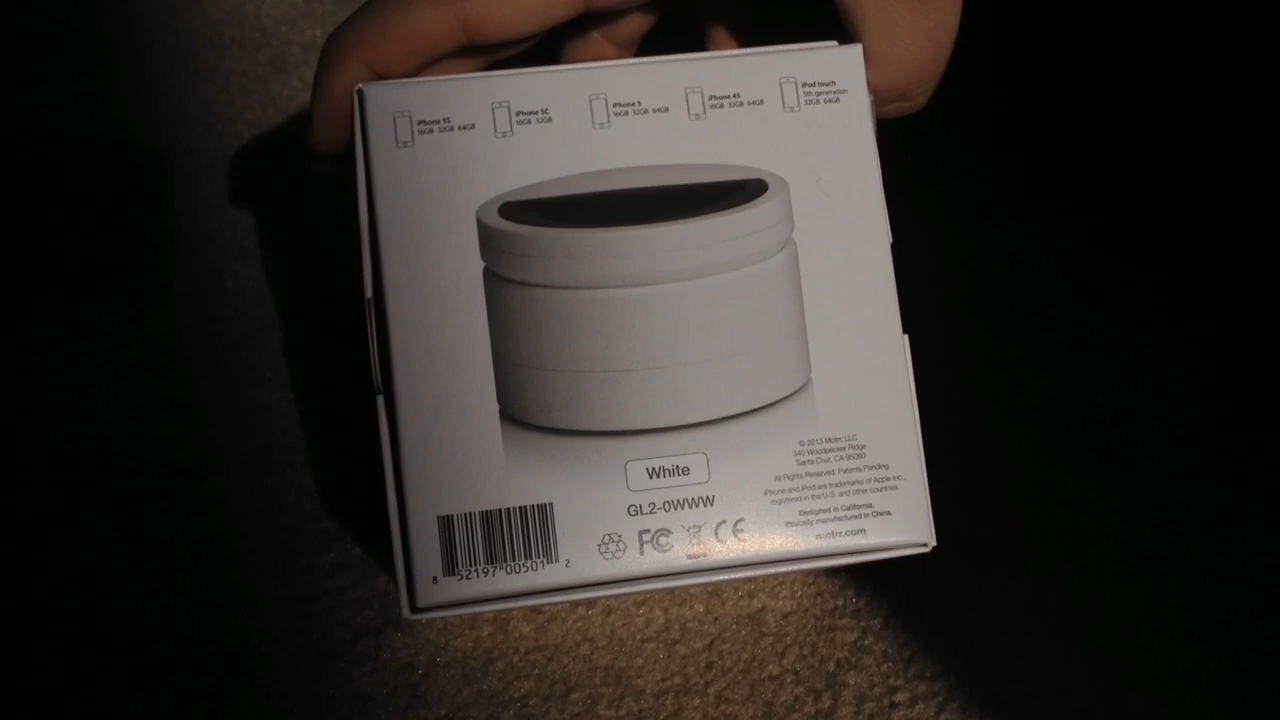 iPhone 5S
16GB 32GB 64GB
iPhone 5C
16GB 32GB
iPhone 5
16GB 32GB 64GB
iPhone 4S
16GB 32GB 64GB
iPod touch
5th generation
32GB 64GB
White
GL2-0WWW
FC CE
8 52197 00501 2
© 2013 Motrr, LLC
340 Woodpecker Ridge
Santa Cruz, CA 95060
All Rights Reserved. Patents Pending.
iPhone and iPod are trademarks of Apple Inc.,
registered in the U.S. and other countries.
Designed in California.
Ethically manufactured in China.
motrr.com